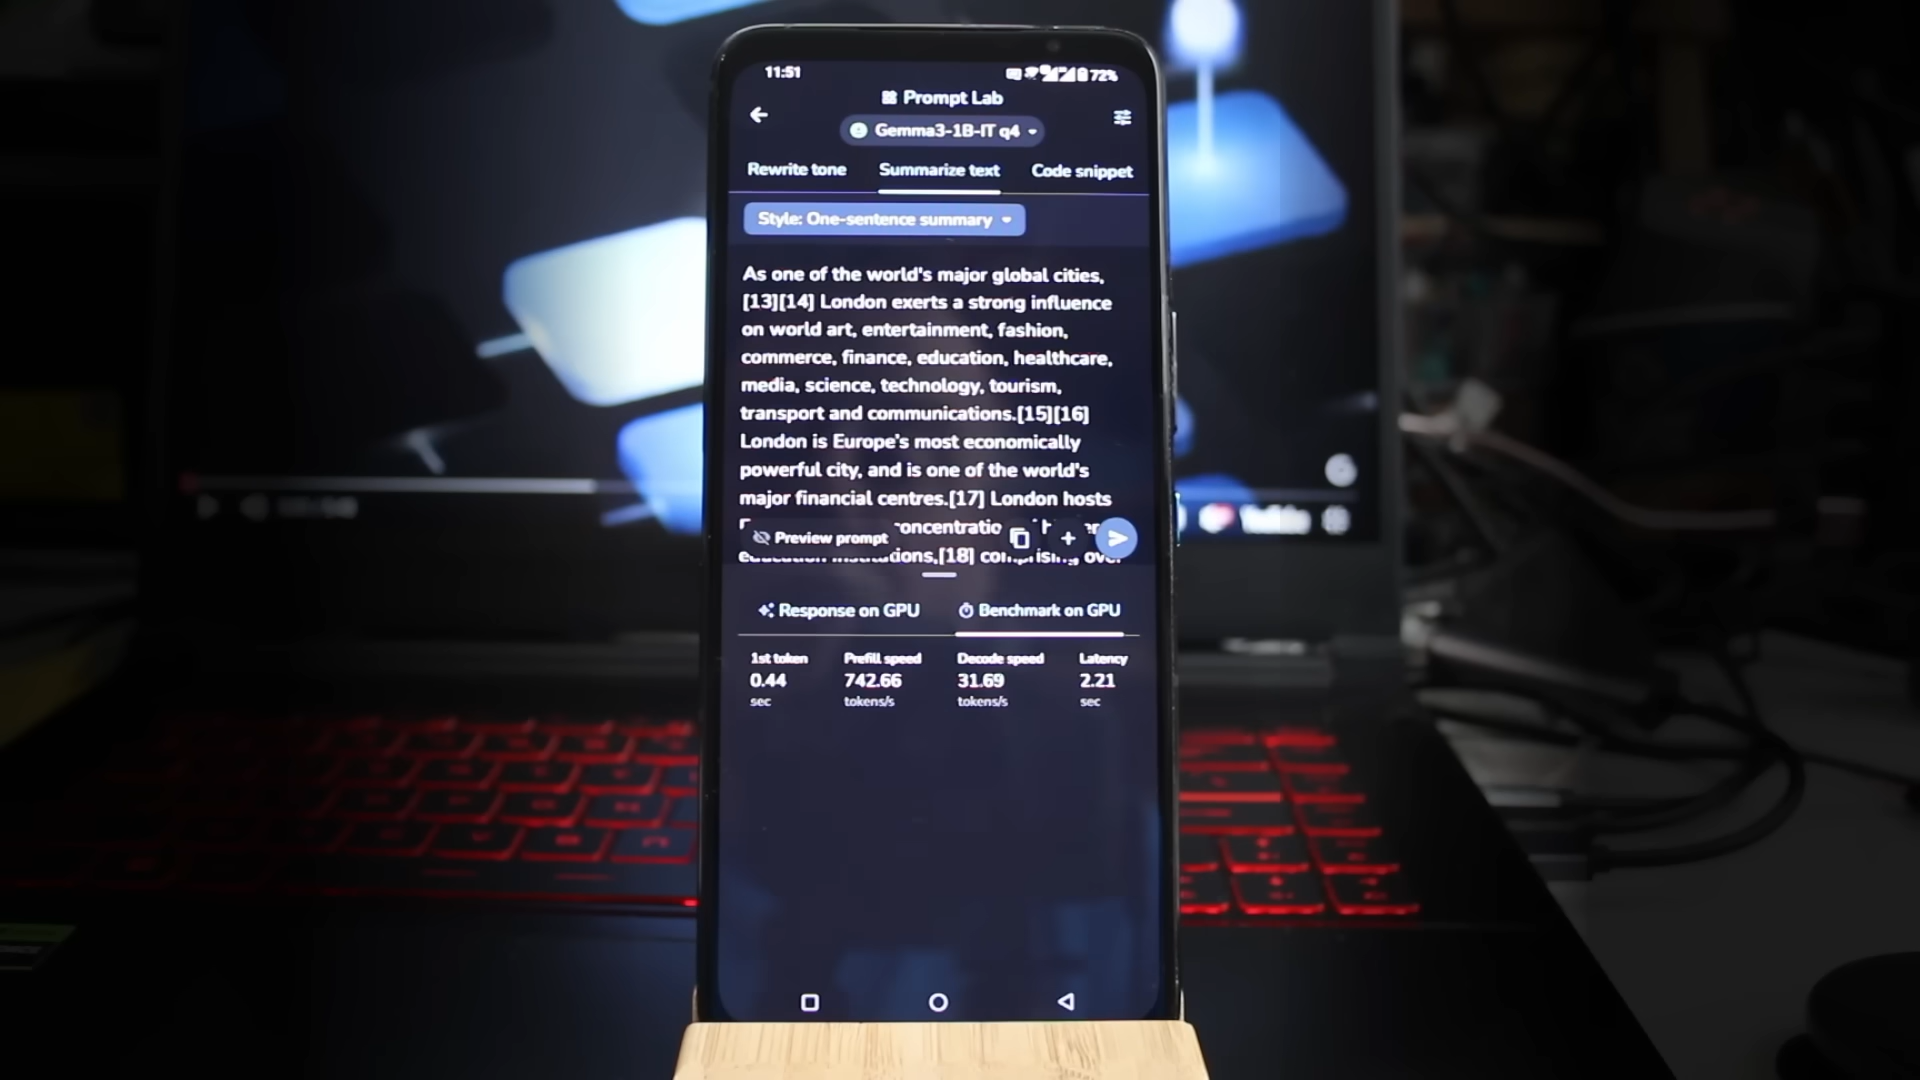 11:51
72%
Prompt Lab
Gemma3-1B-IT q4
Rewrite tone
Summarize text
Code snippet
Style: One-sentence summary
As one of the world's major global cities,
[13][14] London exerts a strong influence
on world art, entertainment, fashion,
commerce, finance, education, healthcare,
media, science, technology, tourism,
transport and communications.[15][16]
London is Europe's most economically
powerful city, and is one of the world's
major financial centres.[17] London hosts
Preview prompt
[18]
Response on GPU
Benchmark on GPU
1st token
Prefill speed
Decode speed
Latency
0.44
742.66
31.69
2.21
sec
tokens/s
tokens/s
sec
YouTube